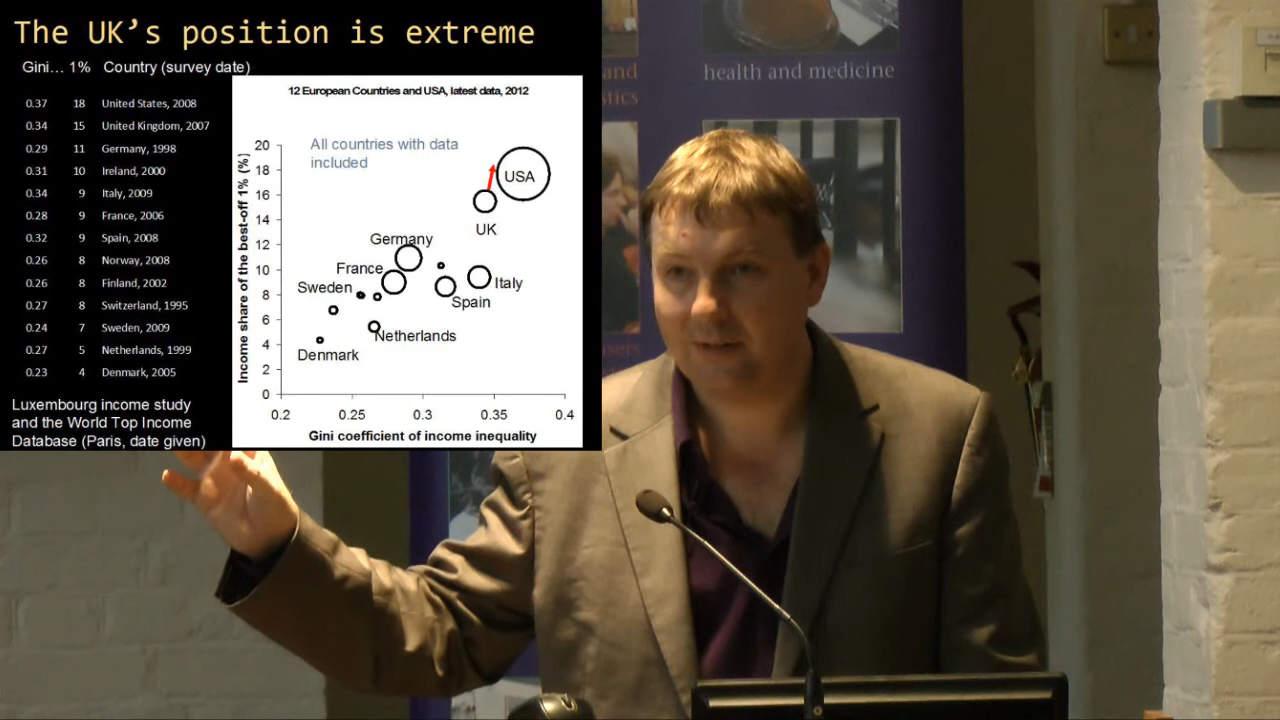 The UK's position is extreme
Gini... 1% Country (survey date)
0.37 18 United States, 2008
0.34 15 United Kingdom, 2007
0.29 11 Germany, 1998
0.31 10 Ireland, 2000
0.34 9 Italy, 2009
0.28 9 France, 2006
0.32 9 Spain, 2008
0.26 8 Norway, 2008
0.26 8 Finland, 2002
0.27 8 Switzerland, 1995
0.24 7 Sweden, 2009
0.27 5 Netherlands, 1999
0.23 4 Denmark, 2005
Luxembourg income study
and the World Top Income
Database (Paris, date given)
12 European Countries and USA, latest data, 2012
All countries with data
included
Income share of the best-off 1% (%)
20
18
16
14
12
10
8
6
4
2
0
USA
UK
Germany
France
Sweden
Italy
Spain
Netherlands
Denmark
0.2 0.25 0.3 0.35 0.4
Gini coefficient of income inequality
and
health and medicine